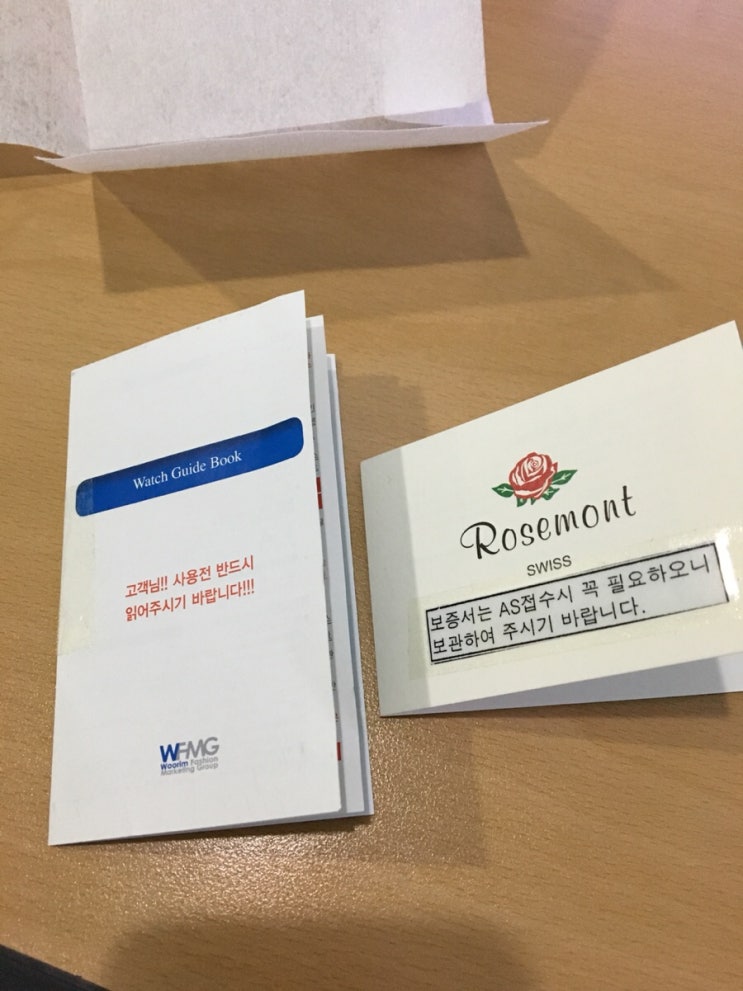 Watch Guide Book
고객님!! 사용전 반드시
읽어주시기 바랍니다!!!
WFMG
Woorim Fashion
Marketing Group
Rosemont
SWISS
보증서는 AS접수시 꼭 필요하오니
보관하여 주시기 바랍니다.